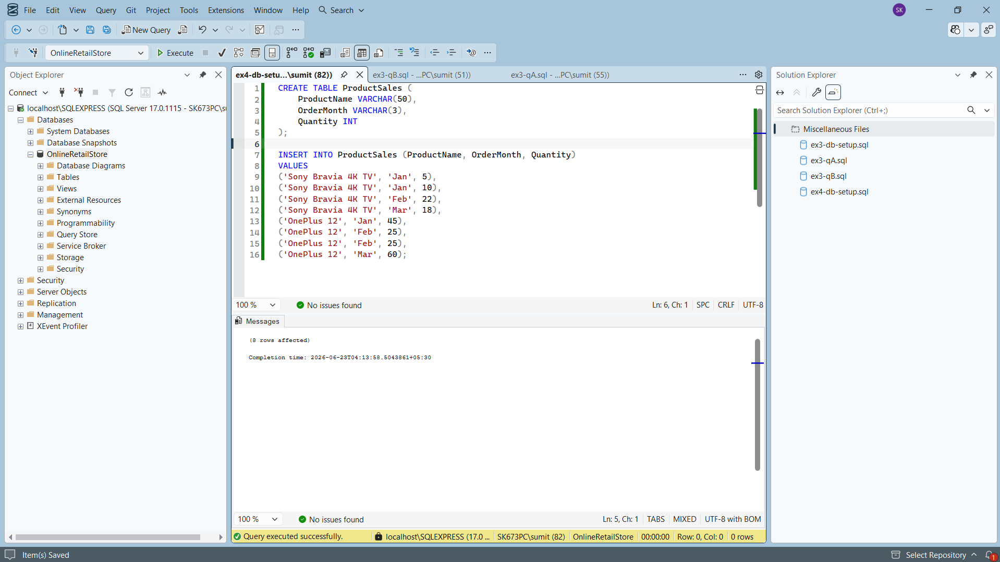 File Edit View Query Git Project Tools Extensions Window Help Search SK
New Query
OnlineRetailStore Execute
Object Explorer
Connect
localhost\SQLEXPRESS (SQL Server 17.0.1115 - SK673PC\su
Databases
System Databases
Database Snapshots
OnlineRetailStore
Database Diagrams
Tables
Views
External Resources
Synonyms
Programmability
Query Store
Service Broker
Storage
Security
Security
Server Objects
Replication
Management
XEvent Profiler
ex4-db-setu...\sumit (82)) ex3-qB.sql - ...PC\sumit (51)) ex3-qA.sql - ...PC\sumit (55))
1 CREATE TABLE ProductSales (
2 ProductName VARCHAR(50),
3 OrderMonth VARCHAR(3),
4 Quantity INT
5 );
6
7 INSERT INTO ProductSales (ProductName, OrderMonth, Quantity)
8 VALUES
9 ('Sony Bravia 4K TV', 'Jan', 5),
10 ('Sony Bravia 4K TV', 'Jan', 10),
11 ('Sony Bravia 4K TV', 'Feb', 22),
12 ('Sony Bravia 4K TV', 'Mar', 18),
13 ('OnePlus 12', 'Jan', 45),
14 ('OnePlus 12', 'Feb', 25),
15 ('OnePlus 12', 'Feb', 25),
16 ('OnePlus 12', 'Mar', 60);
100 % No issues found Ln: 6, Ch: 1 SPC CRLF UTF-8
Messages
(8 rows affected)
Completion time: 2026-06-23T04:13:58.5043861+05:30
100 % No issues found Ln: 5, Ch: 1 TABS MIXED UTF-8 with BOM
Query executed successfully. localhost\SQLEXPRESS (17.0 ... SK673PC\sumit (82) OnlineRetailStore 00:00:00 Row: 0, Col: 0 0 rows
Solution Explorer
Search Solution Explorer (Ctrl+;)
Miscellaneous Files
ex3-db-setup.sql
ex3-qA.sql
ex3-qB.sql
ex4-db-setup.sql
Item(s) Saved Select Repository 1